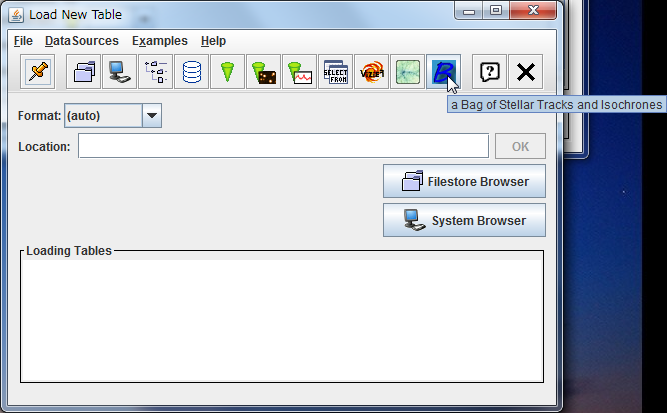 Load New Table
File DataSources Examples Help
SELECT FROM
VizieR
B
a Bag of Stellar Tracks and Isochrones
Format: (auto)
Location: OK
Filestore Browser
System Browser
Loading Tables